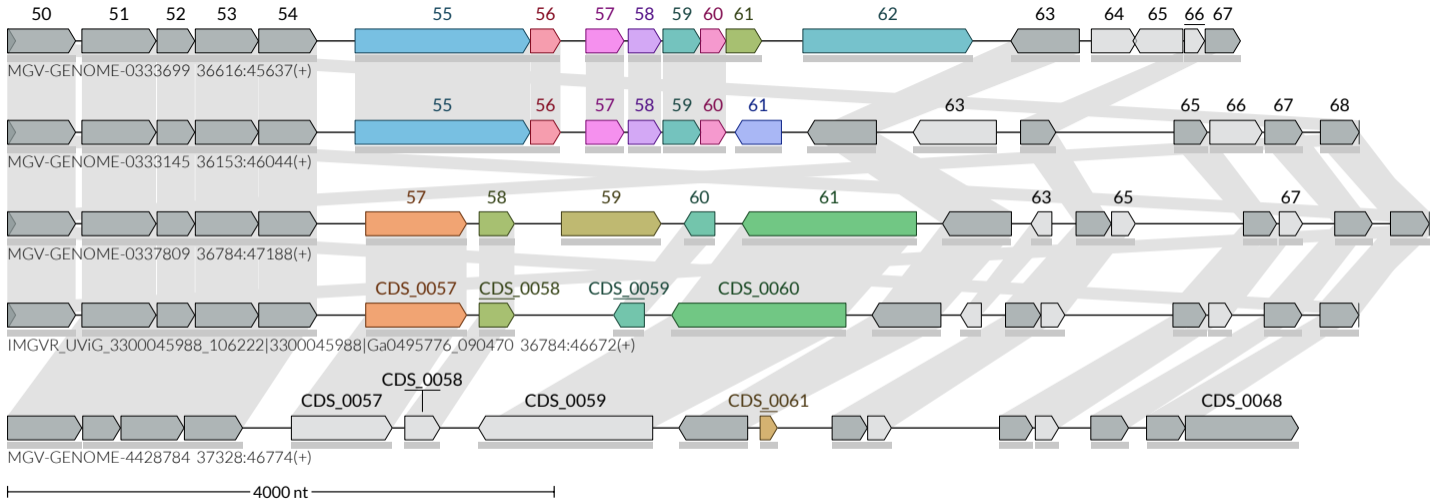 50 51 52 53 54 55 56 57 58 59 60 61 62 63 64 65 66 67
MGV-GENOME-0333699 36616:45637(+)
55 56 57 58 59 60 61 63 65 66 67 68
MGV-GENOME-0333145 36153:46044(+)
57 58 59 60 61 63 65 67
MGV-GENOME-0337809 36784:47188(+)
CDS_0057 CDS_0058 CDS_0059 CDS_0060
IMGVR_UViG_3300045988_106222|3300045988|Ga0495776_090470 36784:46672(+)
CDS_0058
CDS_0057 CDS_0059 CDS_0061 CDS_0068
MGV-GENOME-4428784 37328:46774(+)
4000 nt